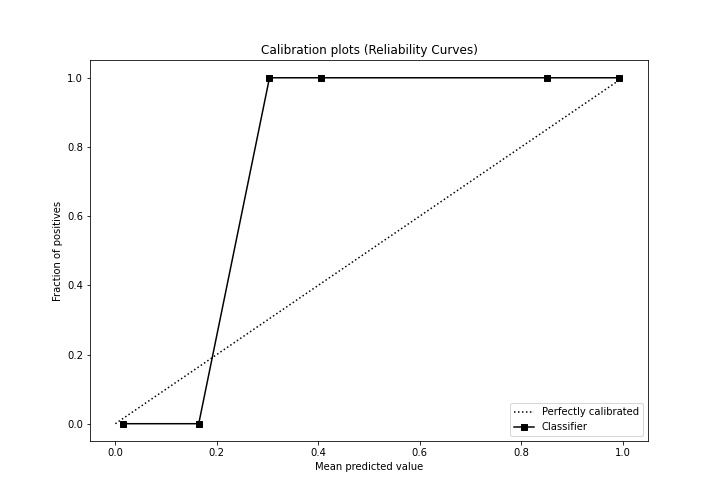 Calibration plots (Reliability Curves)
1.0
0.8
0.6
0.4
0.2
0.0
Fraction of positives
0.0 0.2 0.4 0.6 0.8 1.0
Mean predicted value
Perfectly calibrated
Classifier